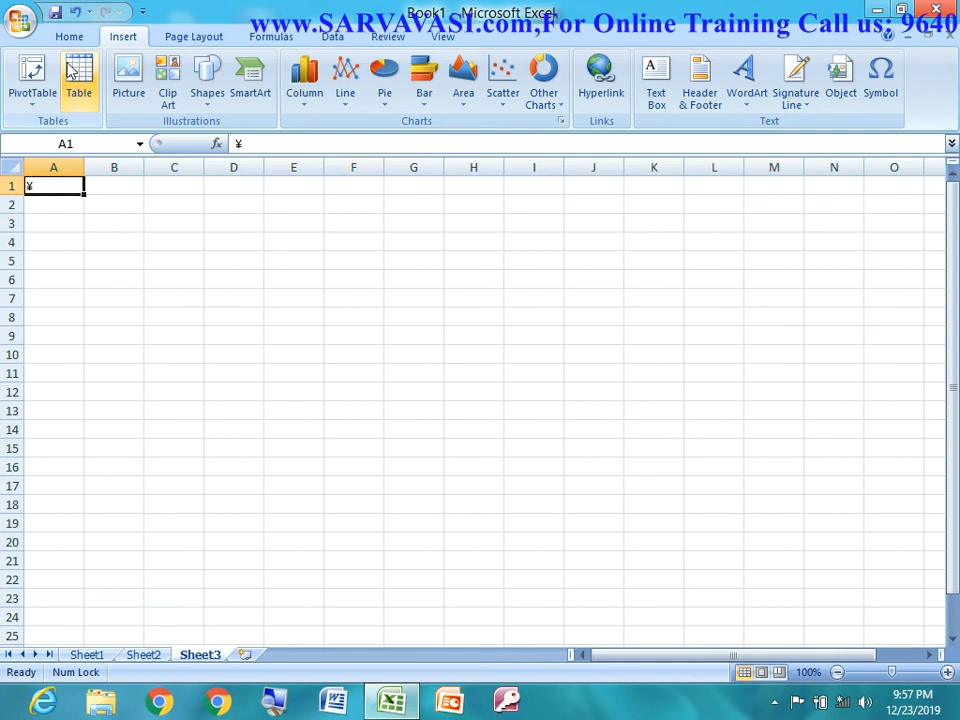 Book1 - Microsoft Excel
www.SARVAVASI.com,For Online Training Call us: 9640
Home Insert Page Layout Formulas Data Review View
PivotTable Table Picture Clip Art Shapes SmartArt Column Line Pie Bar Area Scatter Other Charts Hyperlink Text Box Header & Footer WordArt Signature Line Object Symbol
Tables Illustrations Charts Links Text
A1 fx ¥
A B C D E F G H I J K L M N O
1 ¥
2
3
4
5
6
7
8
9
10
11
12
13
14
15
16
17
18
19
20
21
22
23
24
25
Sheet1 Sheet2 Sheet3
Ready Num Lock 100%
9:57 PM
12/23/2019